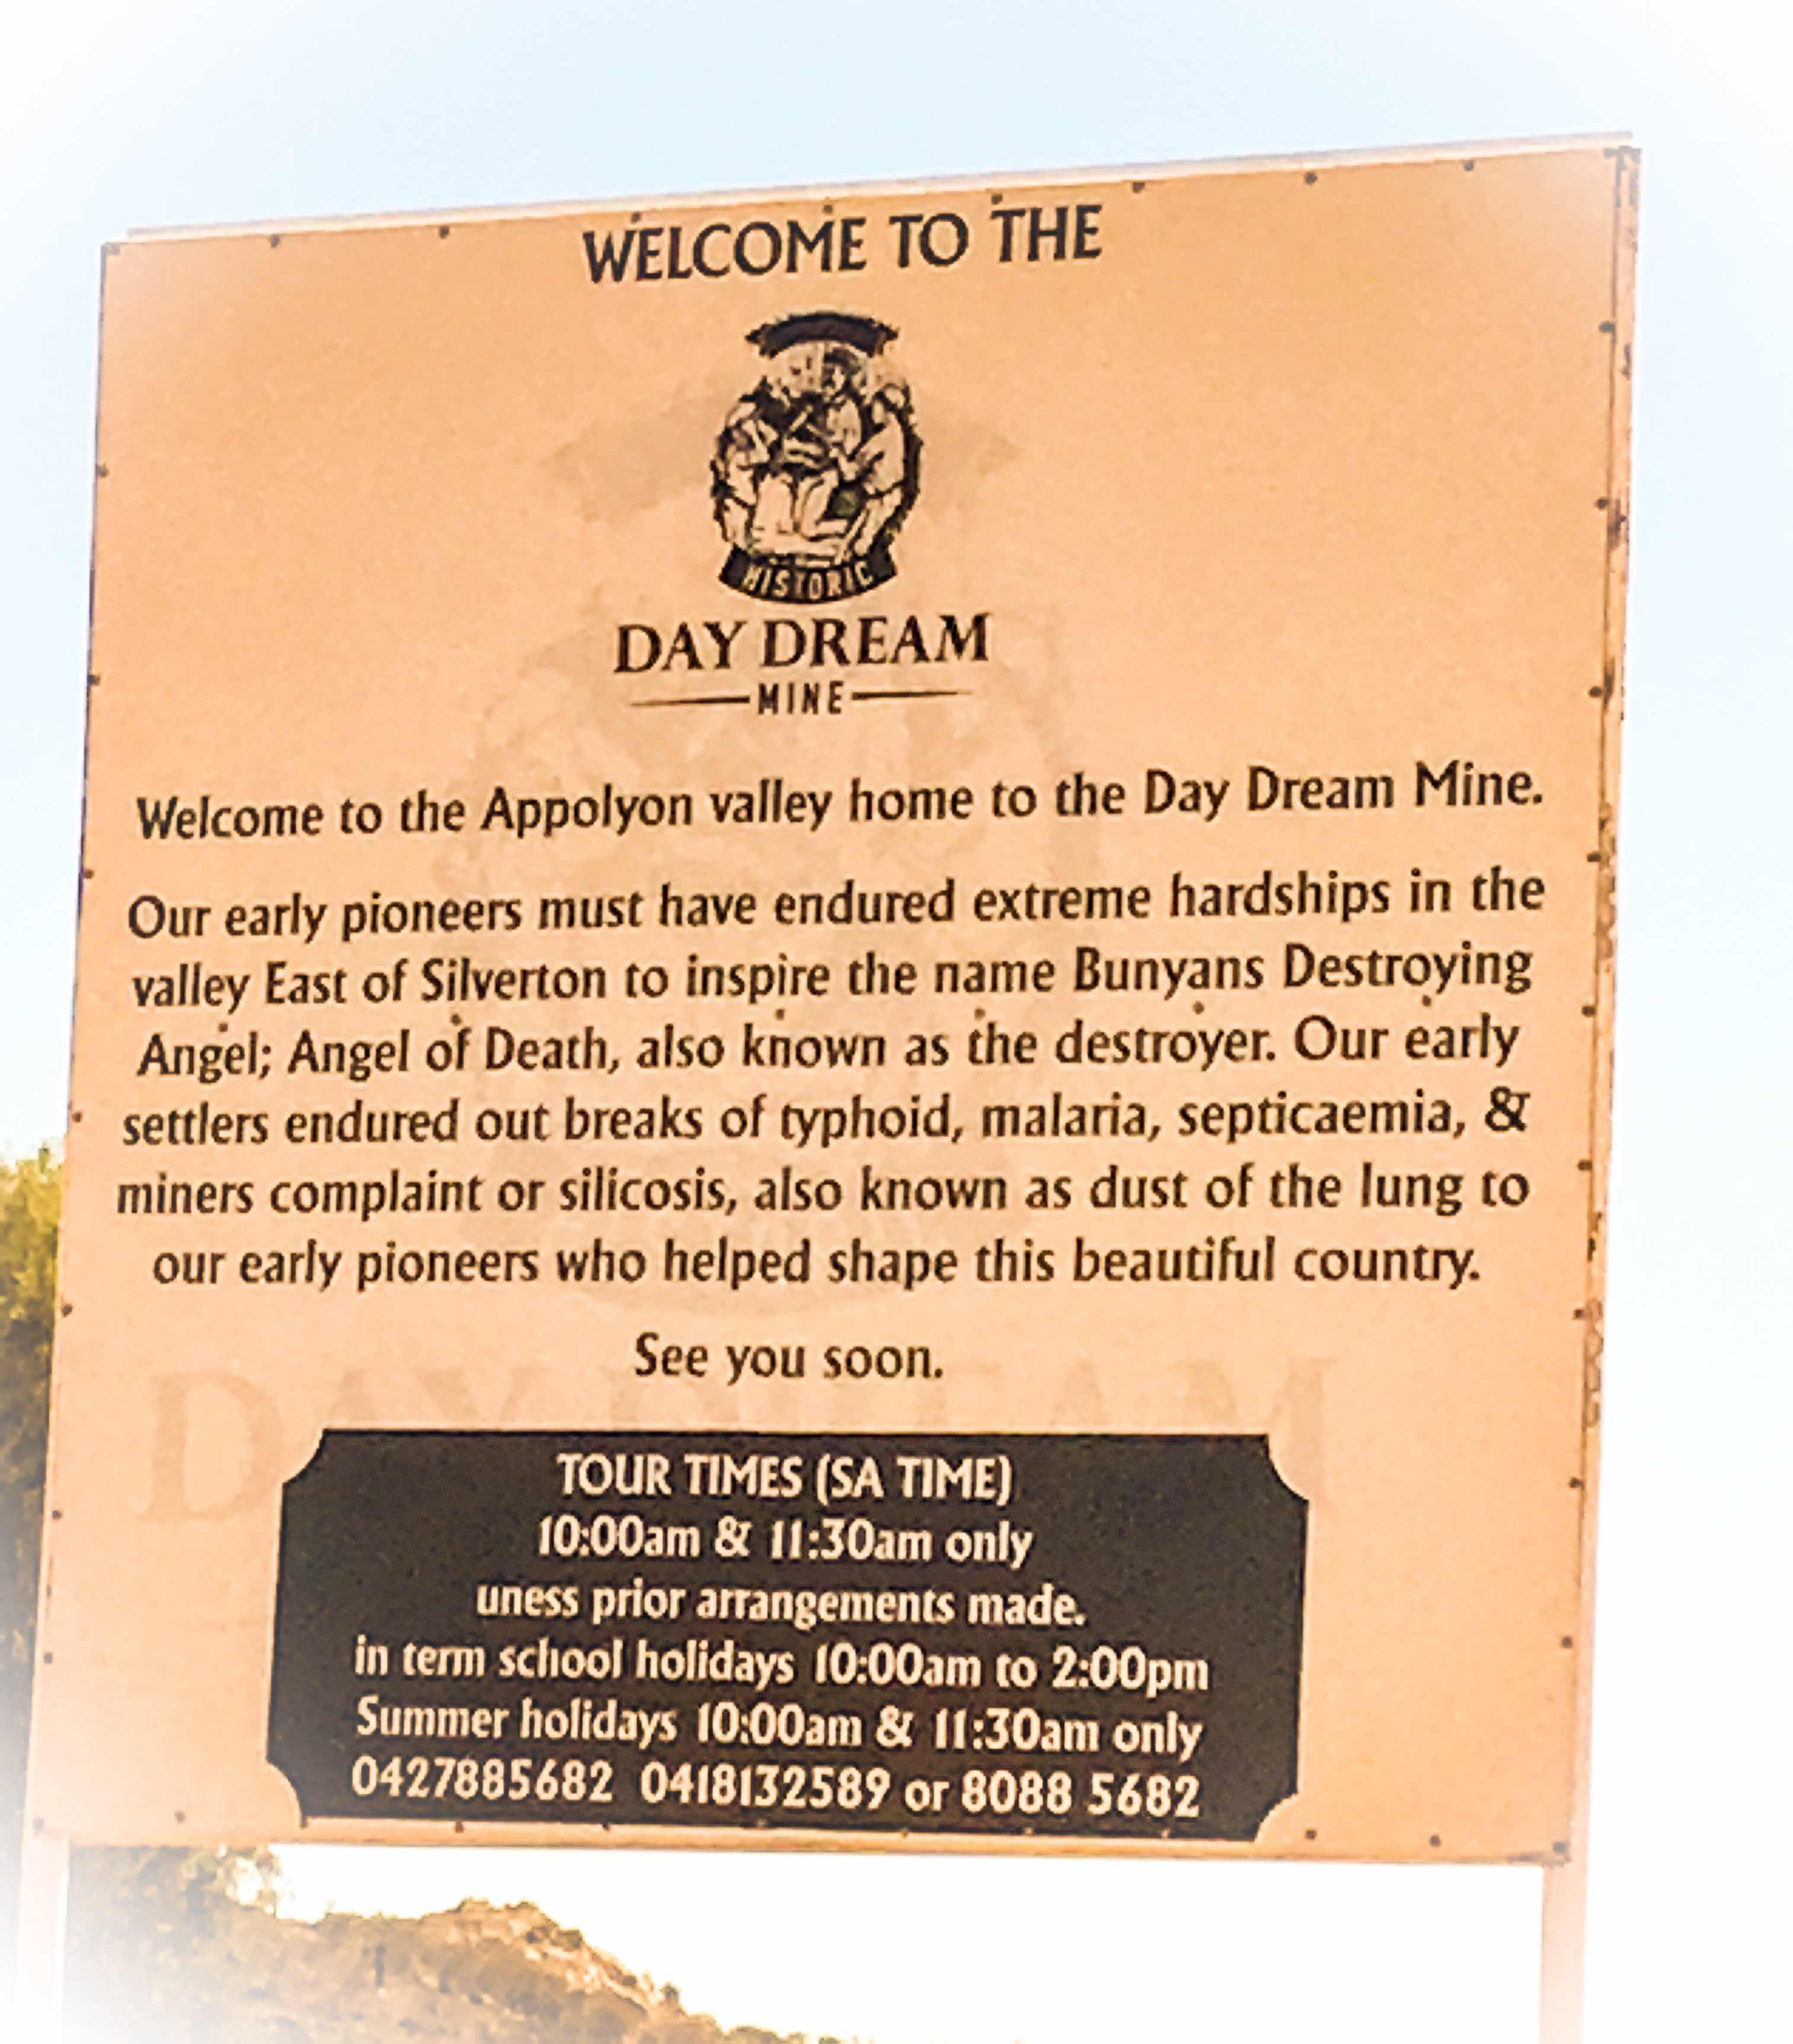 WELCOME TO THE
HISTORIC
DAY DREAM
MINE
Welcome to the Appolyon valley home to the Day Dream Mine.
Our early pioneers must have endured extreme hardships in the
valley East of Silverton to inspire the name Bunyans Destroying
Angel; Angel of Death, also known as the destroyer. Our early
settlers endured out breaks of typhoid, malaria, septicaemia, &
miners complaint or silicosis, also known as dust of the lung to
our early pioneers who helped shape this beautiful country.
See you soon.
DAY DREAM
TOUR TIMES (SA TIME)
10:00am & 11:30am only
uness prior arrangements made.
in term school holidays 10:00am to 2:00pm
Summer holidays 10:00am & 11:30am only
0427885682 0418132589 or 8088 5682